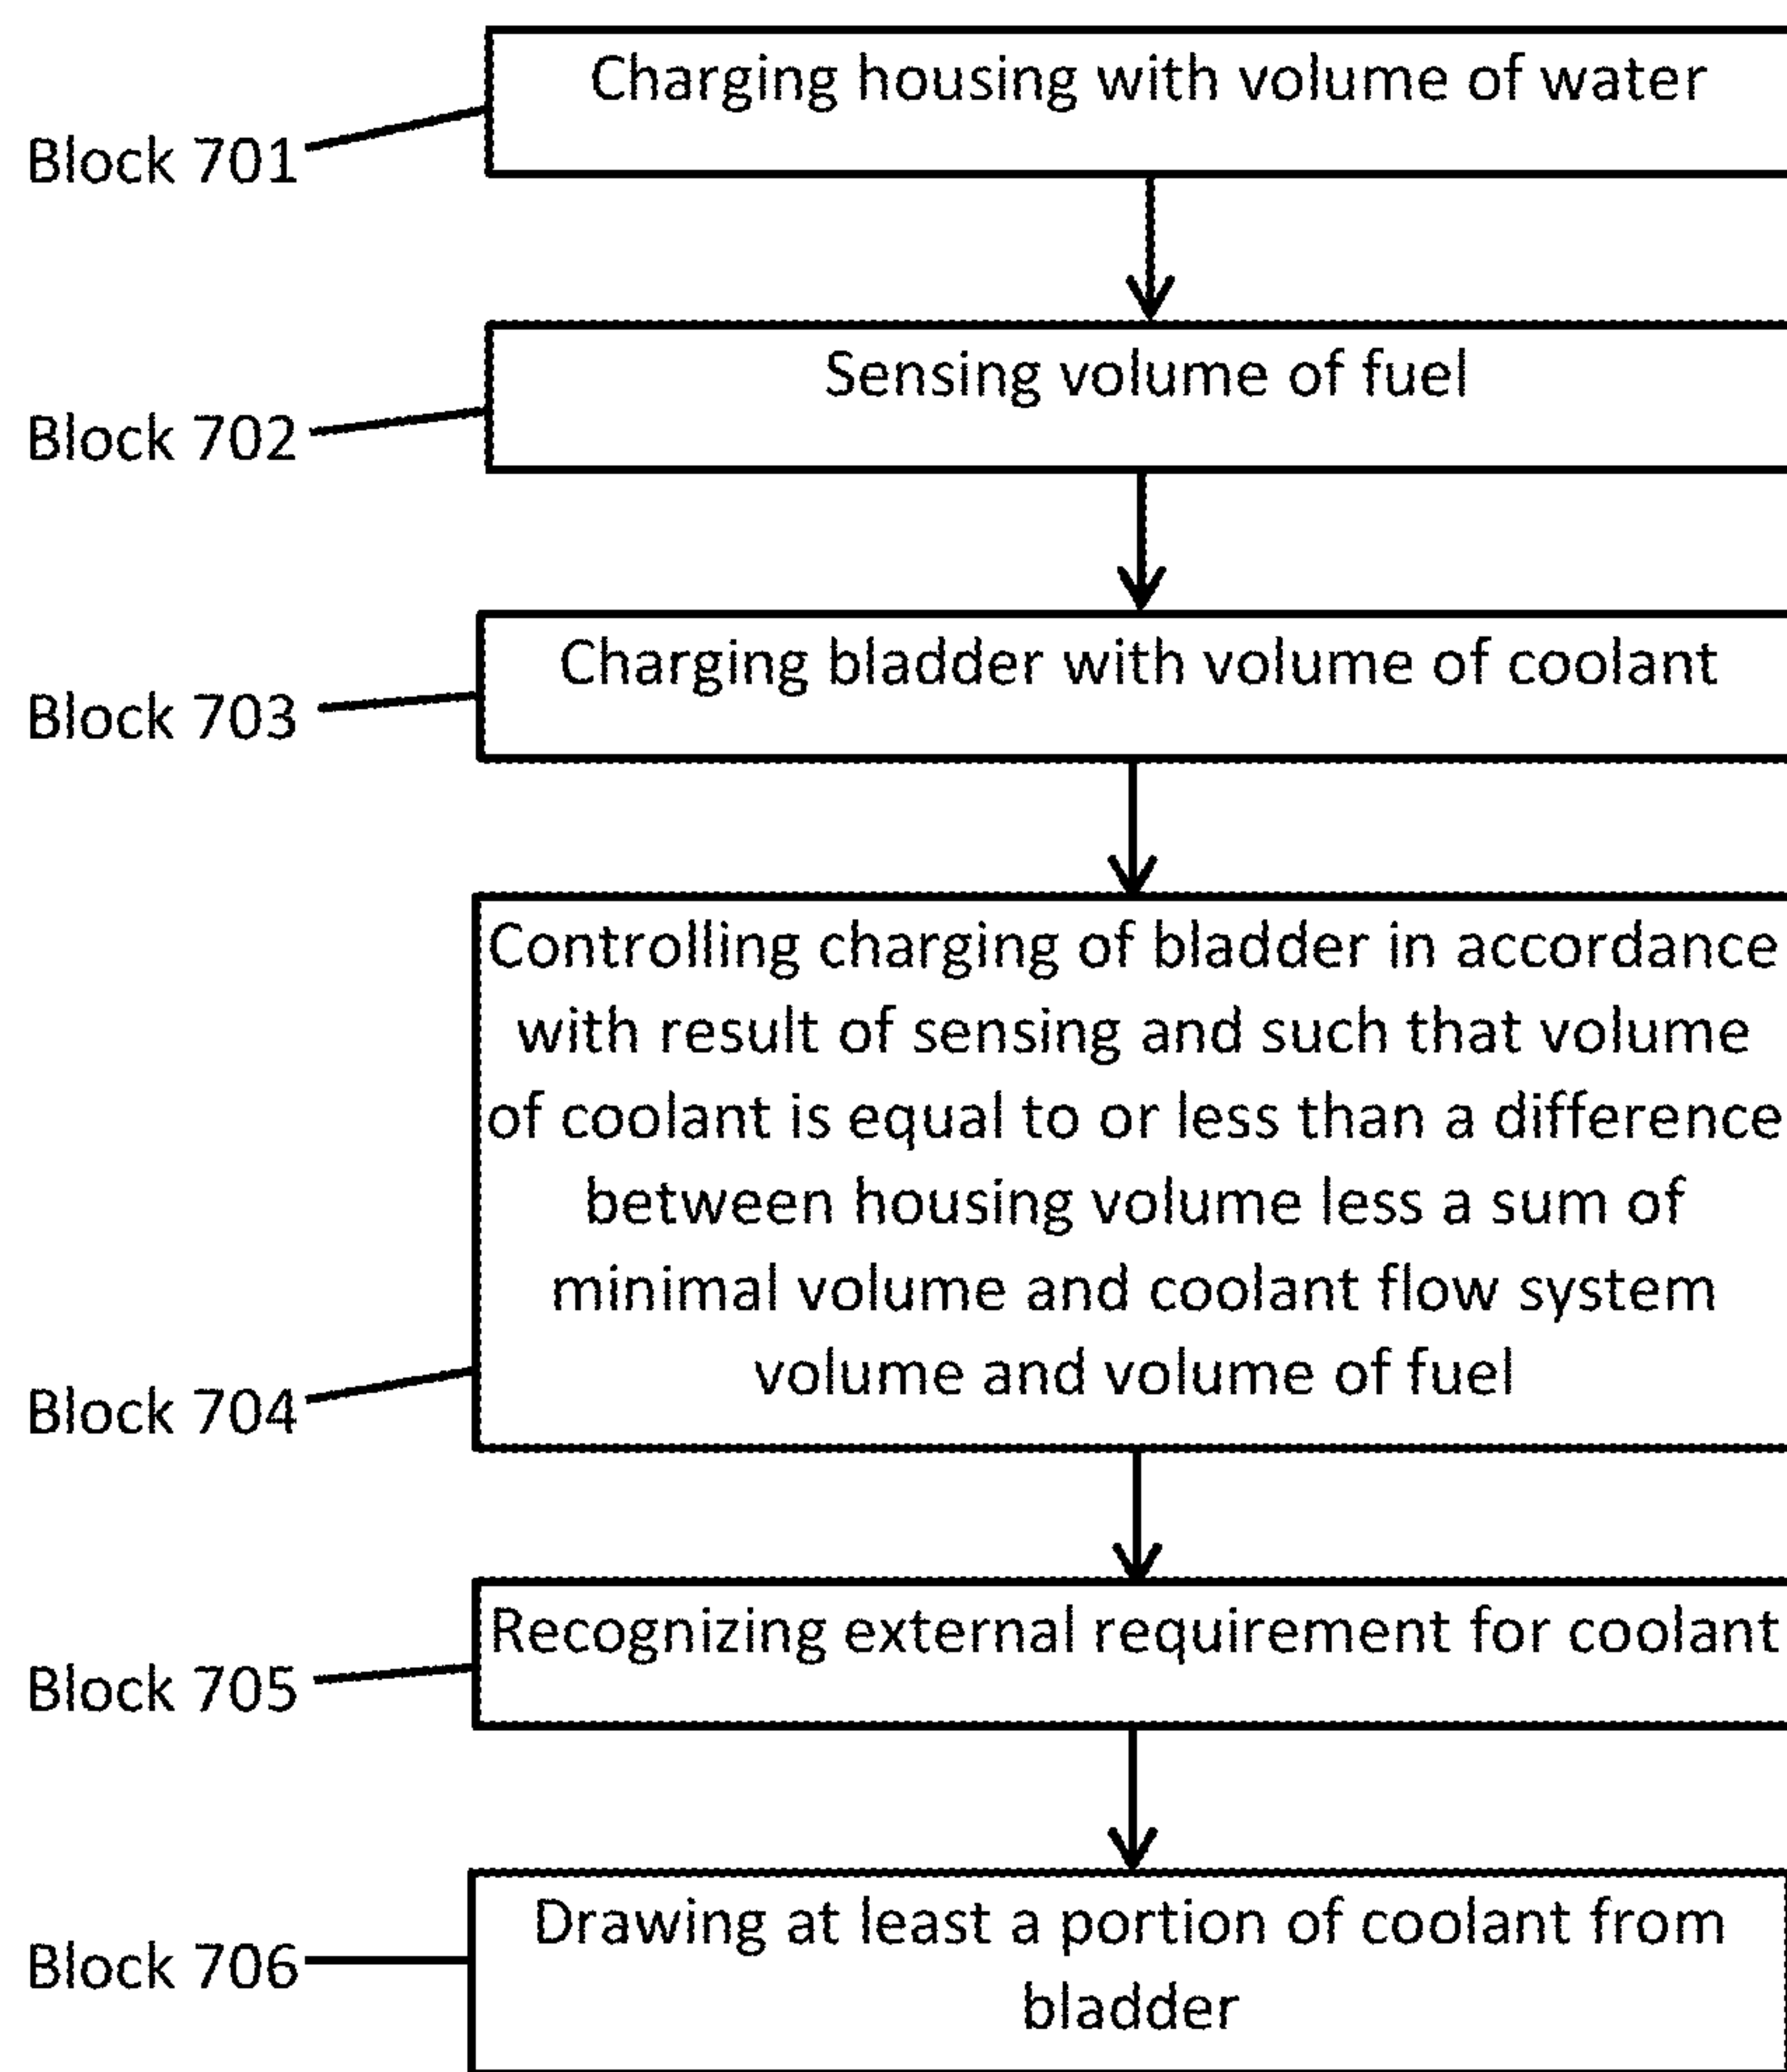 Charging housing with volume of water
Block 701
Sensing volume of fuel
Block 702
Charging bladder with volume of coolant
Block 703
Controlling charging of bladder in accordance
with result of sensing and such that volume
of coolant is equal to or less than a difference
between housing volume less a sum of
minimal volume and coolant flow system
volume and volume of fuel
Block 704
Recognizing external requirement for coolant
Block 705
Drawing at least a portion of coolant from
bladder
Block 706